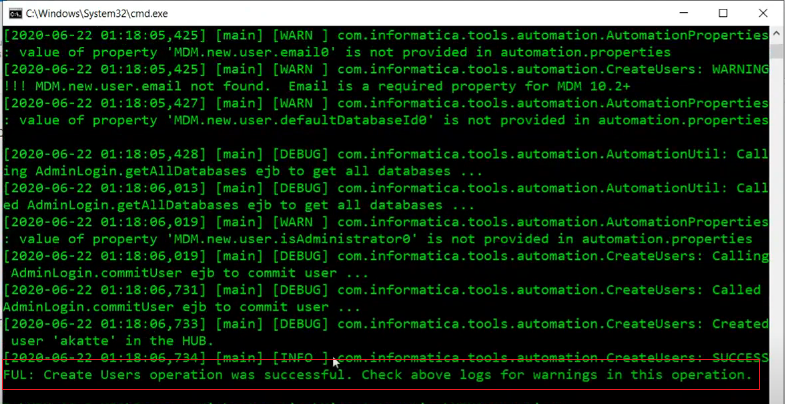 C:\Windows\System32\cmd.exe
[2020-06-22 01:18:05,425] [main] [WARN ] com.informatica.tools.automation.AutomationProperties
: value of property 'MDM.new.user.email0' is not provided in automation.properties
[2020-06-22 01:18:05,425] [main] [WARN ] com.informatica.tools.automation.CreateUsers: WARNING
!!! MDM.new.user.email not found.  Email is a required property for MDM 10.2+
[2020-06-22 01:18:05,427] [main] [WARN ] com.informatica.tools.automation.AutomationProperties
: value of property 'MDM.new.user.defaultDatabaseId0' is not provided in automation.properties
[2020-06-22 01:18:05,428] [main] [DEBUG] com.informatica.tools.automation.AutomationUtil: Call
ing AdminLogin.getAllDatabases ejb to get all databases ...
[2020-06-22 01:18:06,013] [main] [DEBUG] com.informatica.tools.automation.AutomationUtil: Call
ed AdminLogin.getAllDatabases ejb to get all databases ...
[2020-06-22 01:18:06,019] [main] [WARN ] com.informatica.tools.automation.AutomationProperties
: value of property 'MDM.new.user.isAdministrator0' is not provided in automation.properties
[2020-06-22 01:18:06,019] [main] [DEBUG] com.informatica.tools.automation.CreateUsers: Calling
 AdminLogin.commitUser ejb to commit user ...
[2020-06-22 01:18:06,731] [main] [DEBUG] com.informatica.tools.automation.CreateUsers: Called
AdminLogin.commitUser ejb to commit user ...
[2020-06-22 01:18:06,733] [main] [DEBUG] com.informatica.tools.automation.CreateUsers: Created
 user 'akatte' in the HUB.
[2020-06-22 01:18:06,734] [main] [INFO ] com.informatica.tools.automation.CreateUsers: SUCCESS
FUL: Create Users operation was successful. Check above logs for warnings in this operation.